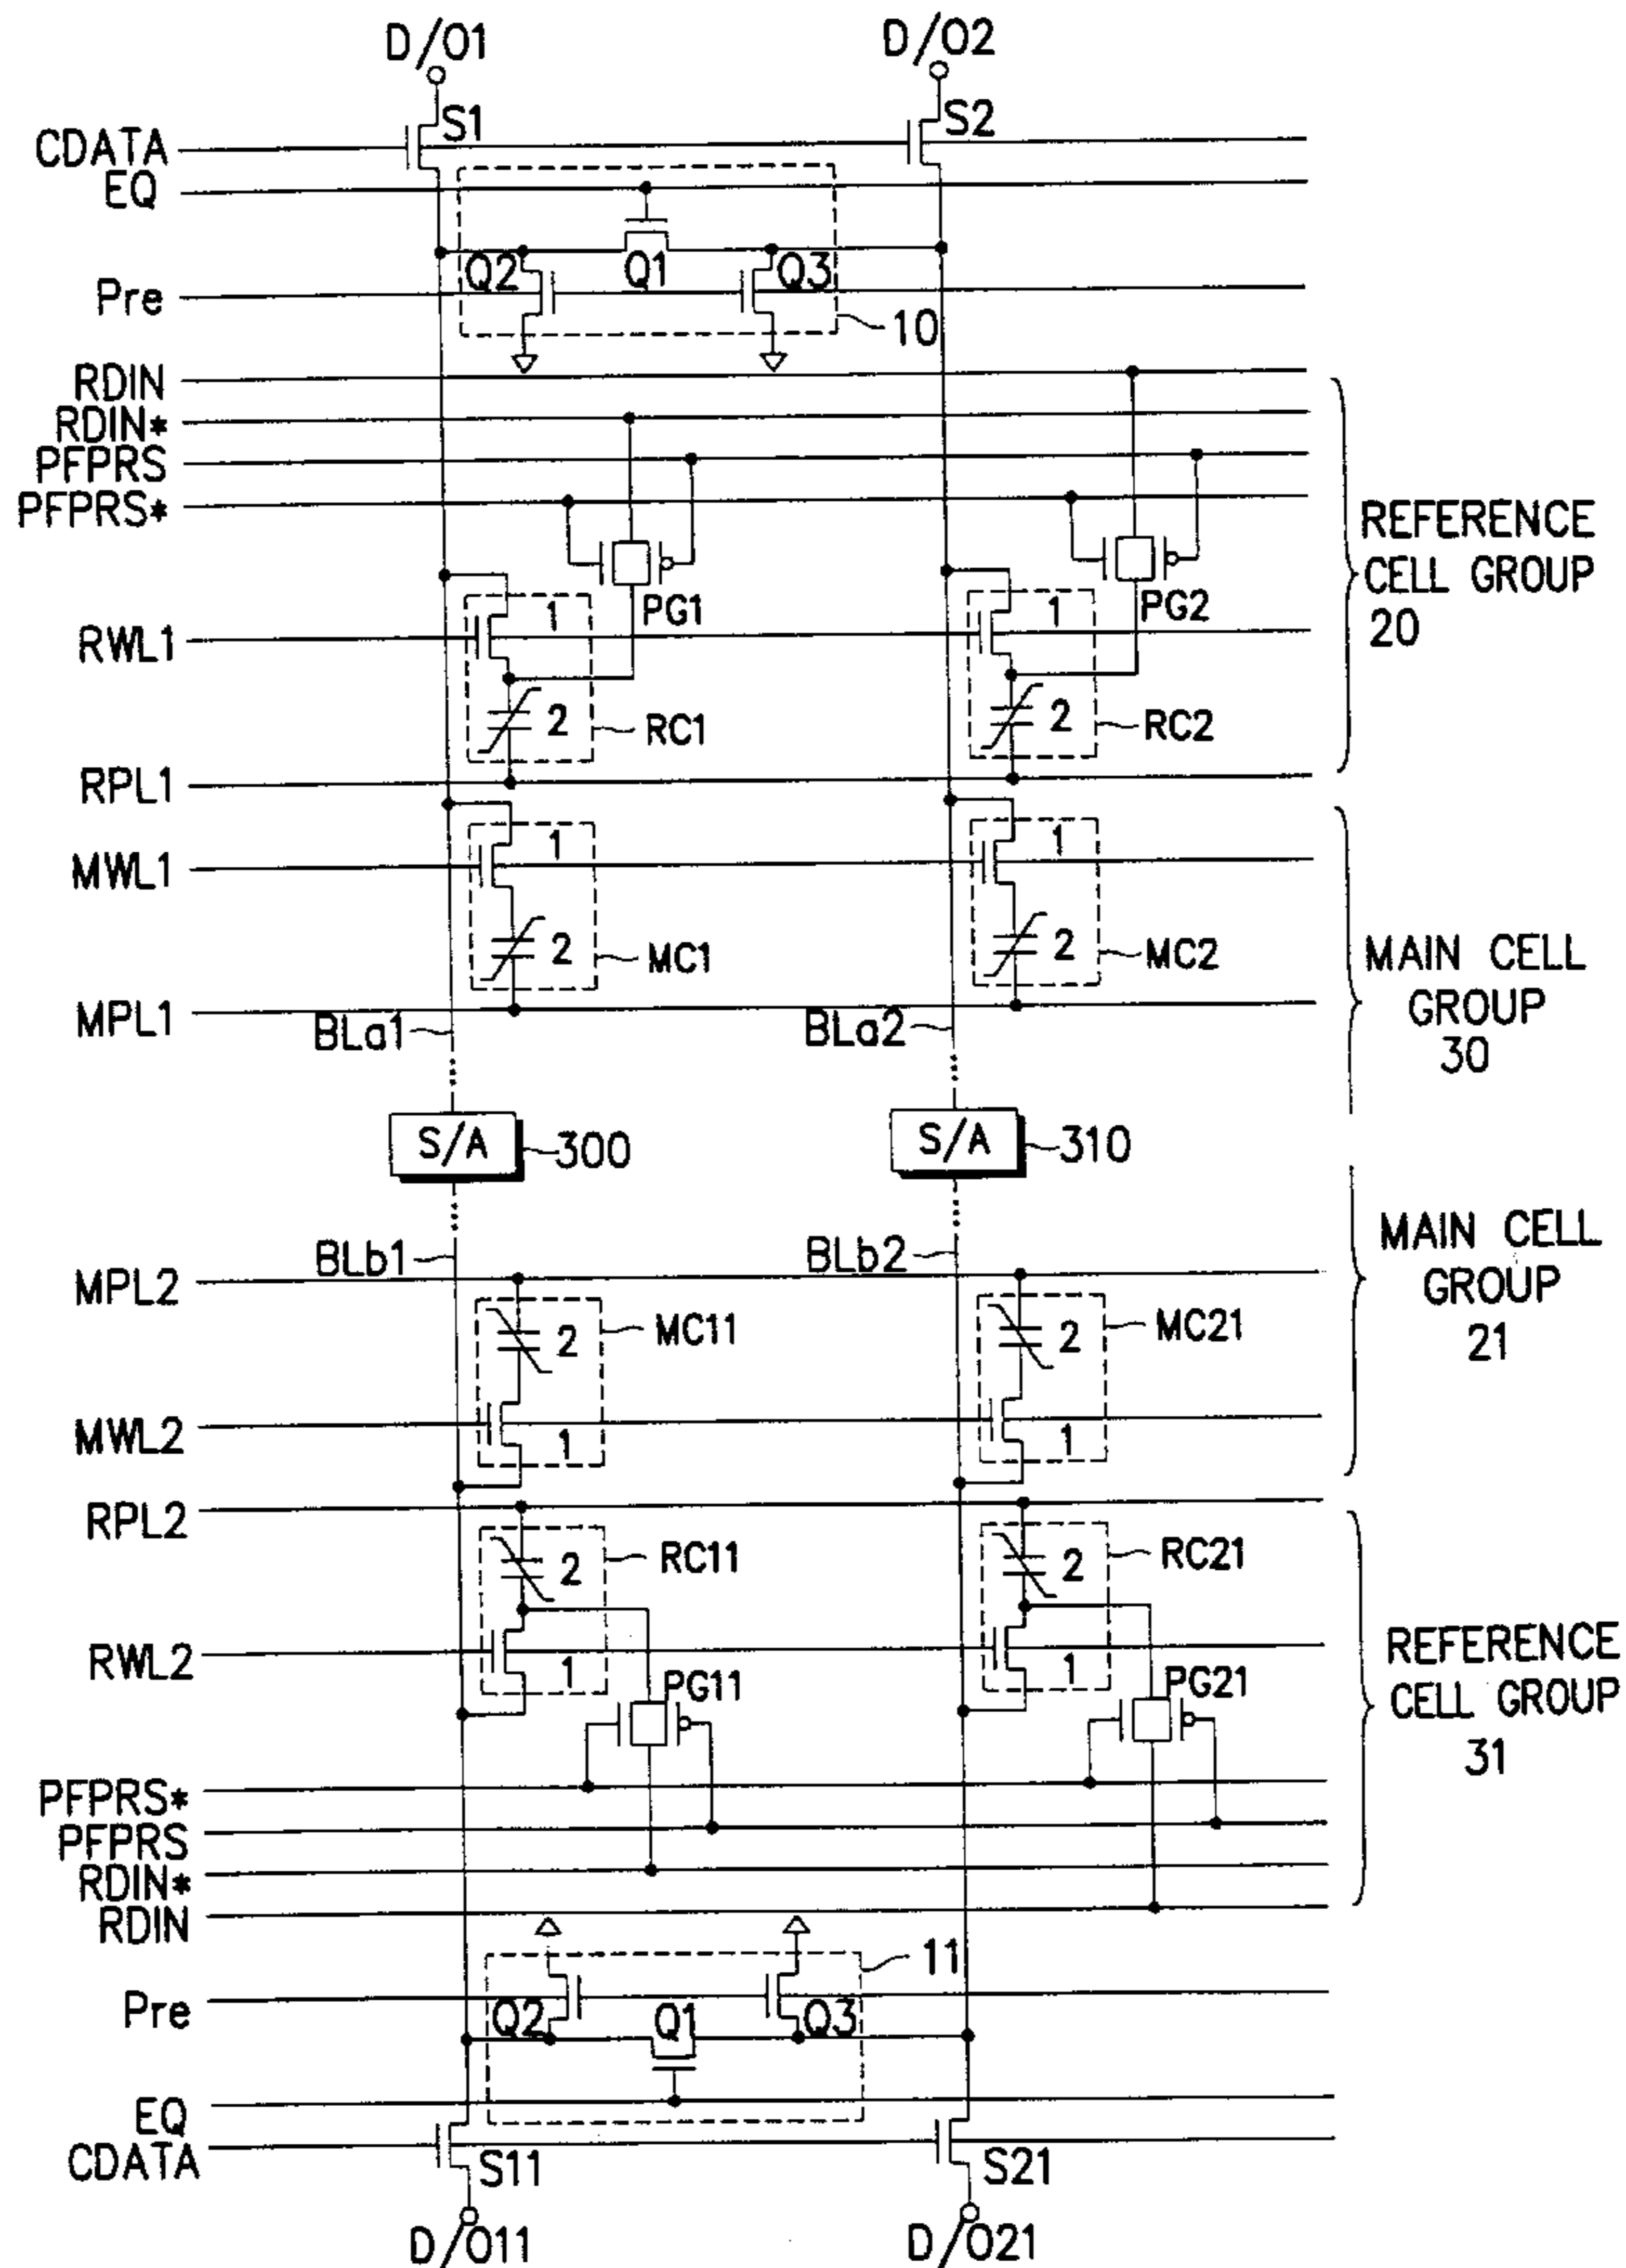 D/O1 D/O2
S1 S2
CDATA
EQ
Q2 Q1 Q3
Pre
10
RDIN
RDIN*
PFPRS
PFPRS*
REFERENCE
CELL GROUP
20
PG1 PG2
1 1
RWL1
2 RC1 2 RC2
RPL1
1 1
MWL1
2 MC1 2 MC2
MAIN CELL
GROUP
30
MPL1
BLa1 BLa2
S/A 300 S/A 310
MAIN CELL
GROUP
21
BLb1 BLb2
MPL2
2 MC11 2 MC21
MWL2
1 1
RPL2
2 RC11 2 RC21
RWL2
1 1
PG11 PG21
REFERENCE
CELL GROUP
31
PFPRS*
PFPRS
RDIN*
RDIN
11
Pre
Q2 Q1 Q3
EQ
CDATA
S11 S21
D/O11 D/O21